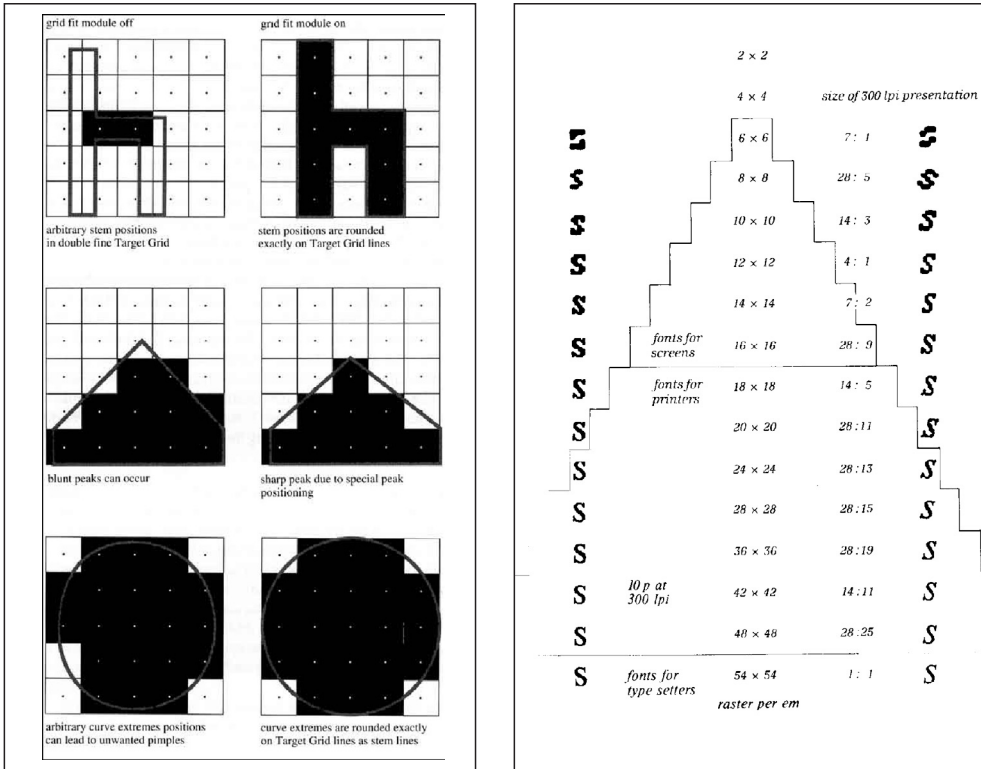 grid fit module off
grid fit module on
arbitrary stem positions
in double fine Target Grid
stem positions are rounded
exactly on Target Grid lines
blunt peaks can occur
sharp peak due to special peak
positioning
arbitrary curve extremes positions
can lead to unwanted pimples
curve extremes are rounded exactly
on Target Grid lines as stem lines
2 × 2
4 × 4 size of 300 lpi presentation
S 6 × 6 7 : 1 S
S 8 × 8 28 : 5 S
S 10 × 10 14 : 3 S
S 12 × 12 4 : 1 S
S 14 × 14 7 : 2 S
S fonts for screens 16 × 16 28 : 9 S
S fonts for printers 18 × 18 14 : 5 S
S 20 × 20 28:11 S
S 24 × 24 28:13 S
S 28 × 28 28:15 S
S 36 × 36 28:19 S
S 10 p at 300 lpi 42 × 42 14:11 S
S 48 × 48 28:25 S
S fonts for type setters 54 × 54 1 : 1 S
raster per em